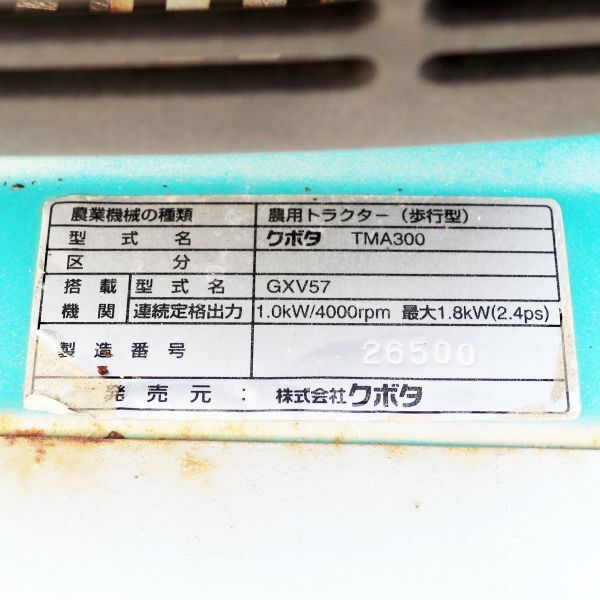 農業機械の種類 農用トラクター（歩行型）
型式名 クボタ TMA300
区分
搭載機関 型式名 GXV57
連続定格出力 1.0kW/4000rpm 最大1.8kW(2.4ps)
製造番号 26500
発売元： 株式会社クボタ